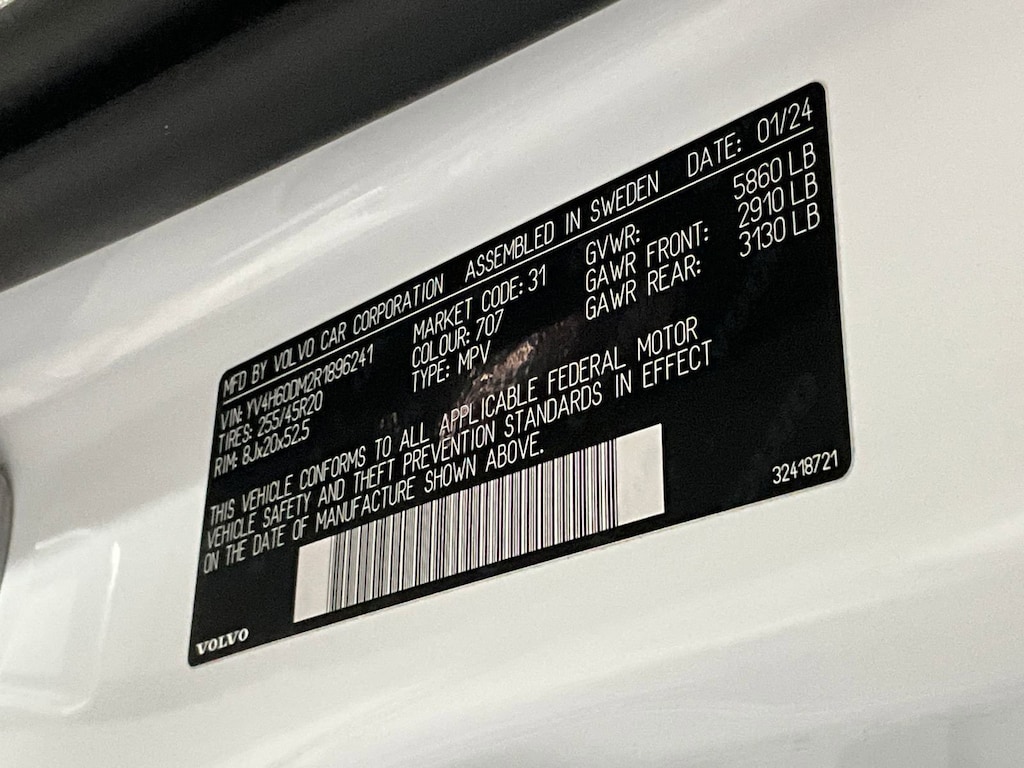 MFD BY VOLVO CAR CORPORATION ASSEMBLED IN SWEDEN DATE: 01/24
VIN: YV4H60DM2R1896241 MARKET CODE: 31 GVWR: 5860 LB
TIRES: 255/45R20 COLOUR: 707 GAWR FRONT: 2910 LB
RIM: 8Jx20x52.5 TYPE: MPV GAWR REAR: 3130 LB
THIS VEHICLE CONFORMS TO ALL APPLICABLE FEDERAL MOTOR
VEHICLE SAFETY AND THEFT PREVENTION STANDARDS IN EFFECT
ON THE DATE OF MANUFACTURE SHOWN ABOVE.
32418721
VOLVO